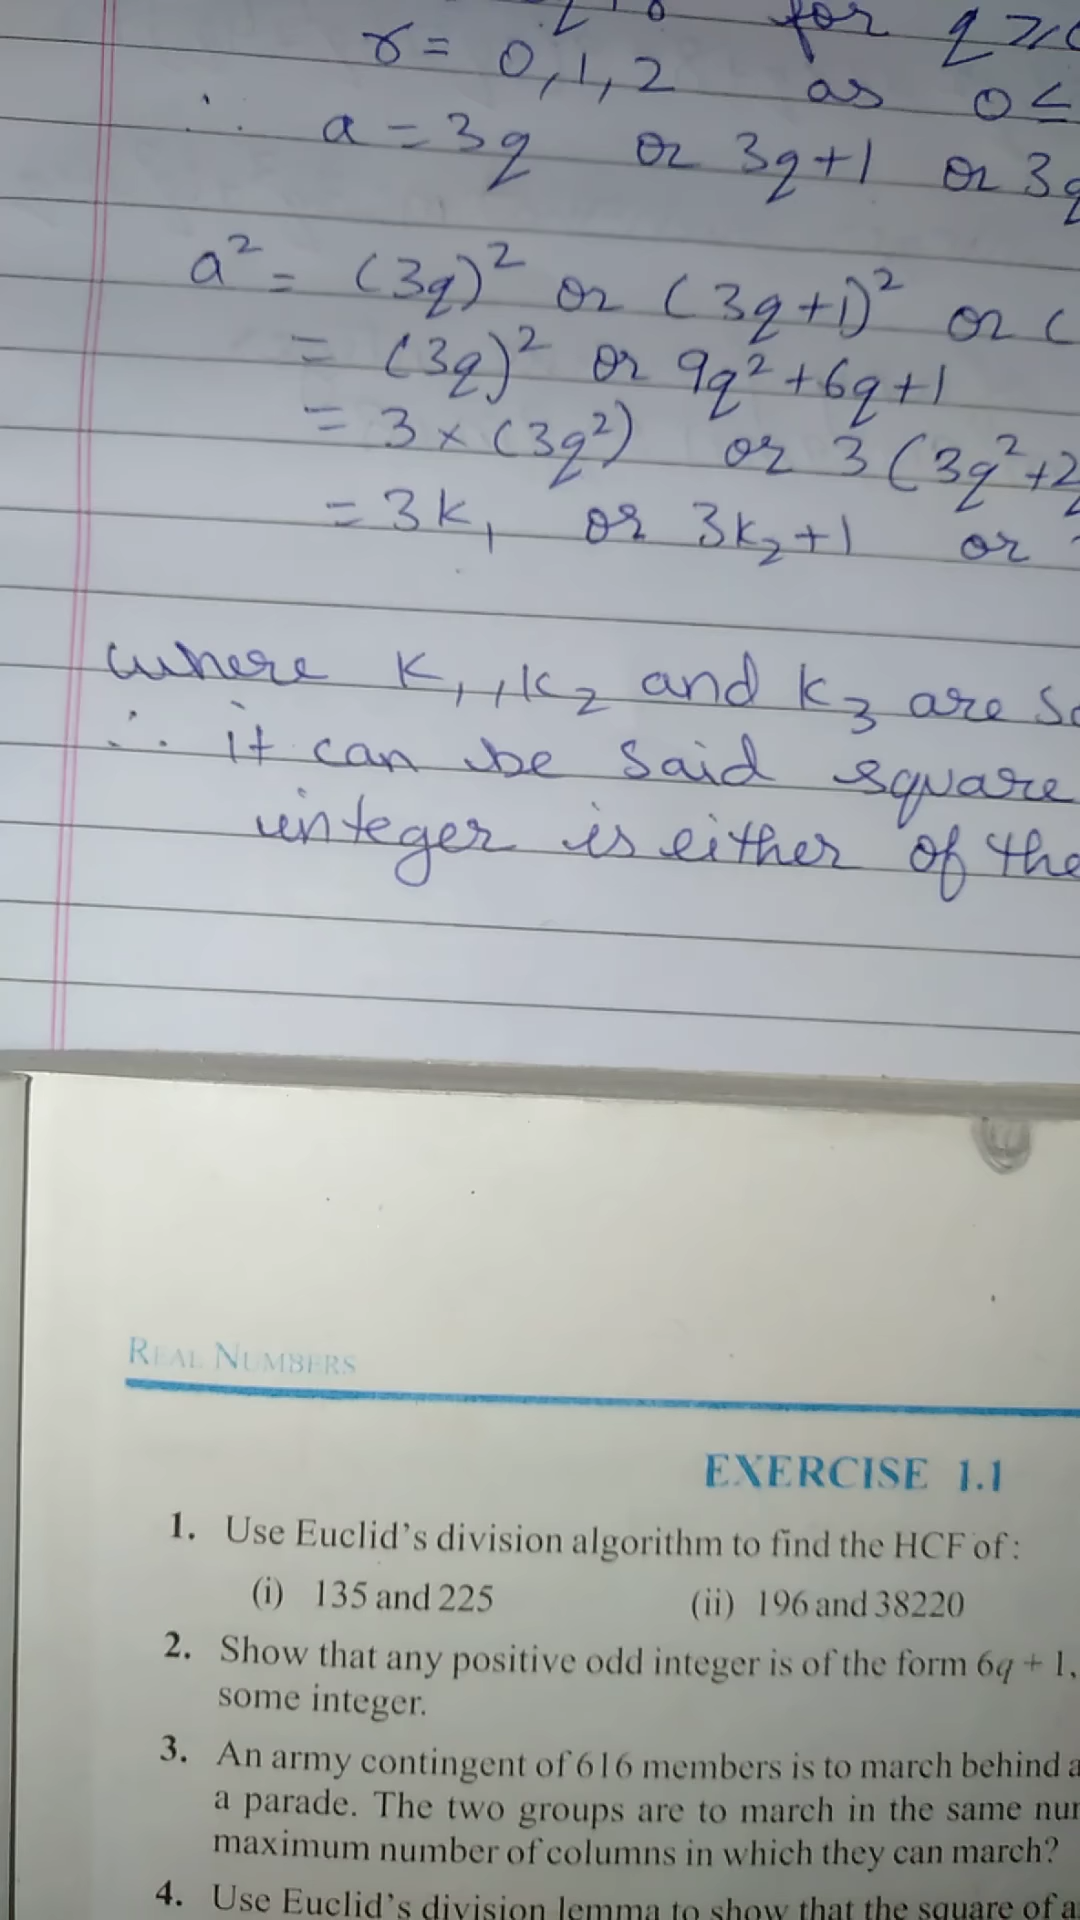 for q ≥
r = 0, 1, 2 as 0 ≤
∴ a = 3q or 3q+1 or 3q
a² = (3q)² or (3q+1)² or (
= (3q)² or 9q²+6q+1
= 3 × (3q²) or 3(3q²+2
= 3k₁ or 3k₂+1 or
where k₁, k₂ and k₃ are so
∴ it can be said square
integer is either of the
REAL NUMBERS
EXERCISE 1.1
1. Use Euclid's division algorithm to find the HCF of :
(i) 135 and 225 (ii) 196 and 38220
2. Show that any positive odd integer is of the form 6q + 1,
some integer.
3. An army contingent of 616 members is to march behind a
a parade. The two groups are to march in the same
maximum number of columns in which they can march?
4. Use Euclid's division lemma to show that the square of a